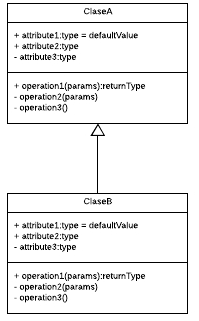 ClaseA
+ attribute1:type = defaultValue
+ attribute2:type
- attribute3:type
+ operation1(params):returnType
- operation2(params)
- operation3()
ClaseB
+ attribute1:type = defaultValue
+ attribute2:type
- attribute3:type
+ operation1(params):returnType
- operation2(params)
- operation3()